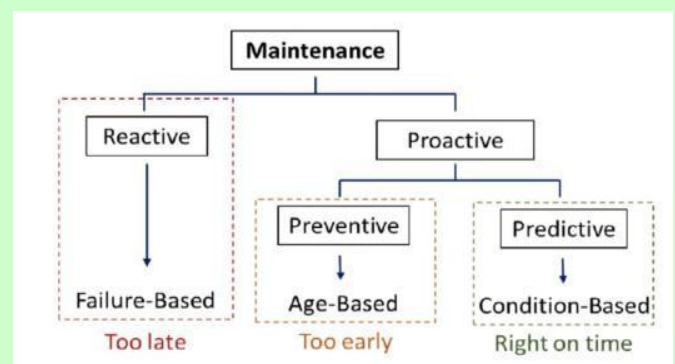 Maintenance
Reactive
Proactive
Preventive
Predictive
Failure-Based
Age-Based
Condition-Based
Too late
Too early
Right on time